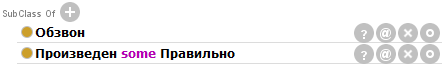 SubClass Of +
Обзвон ? @ × o
Произведен some Правильно ? @ × o